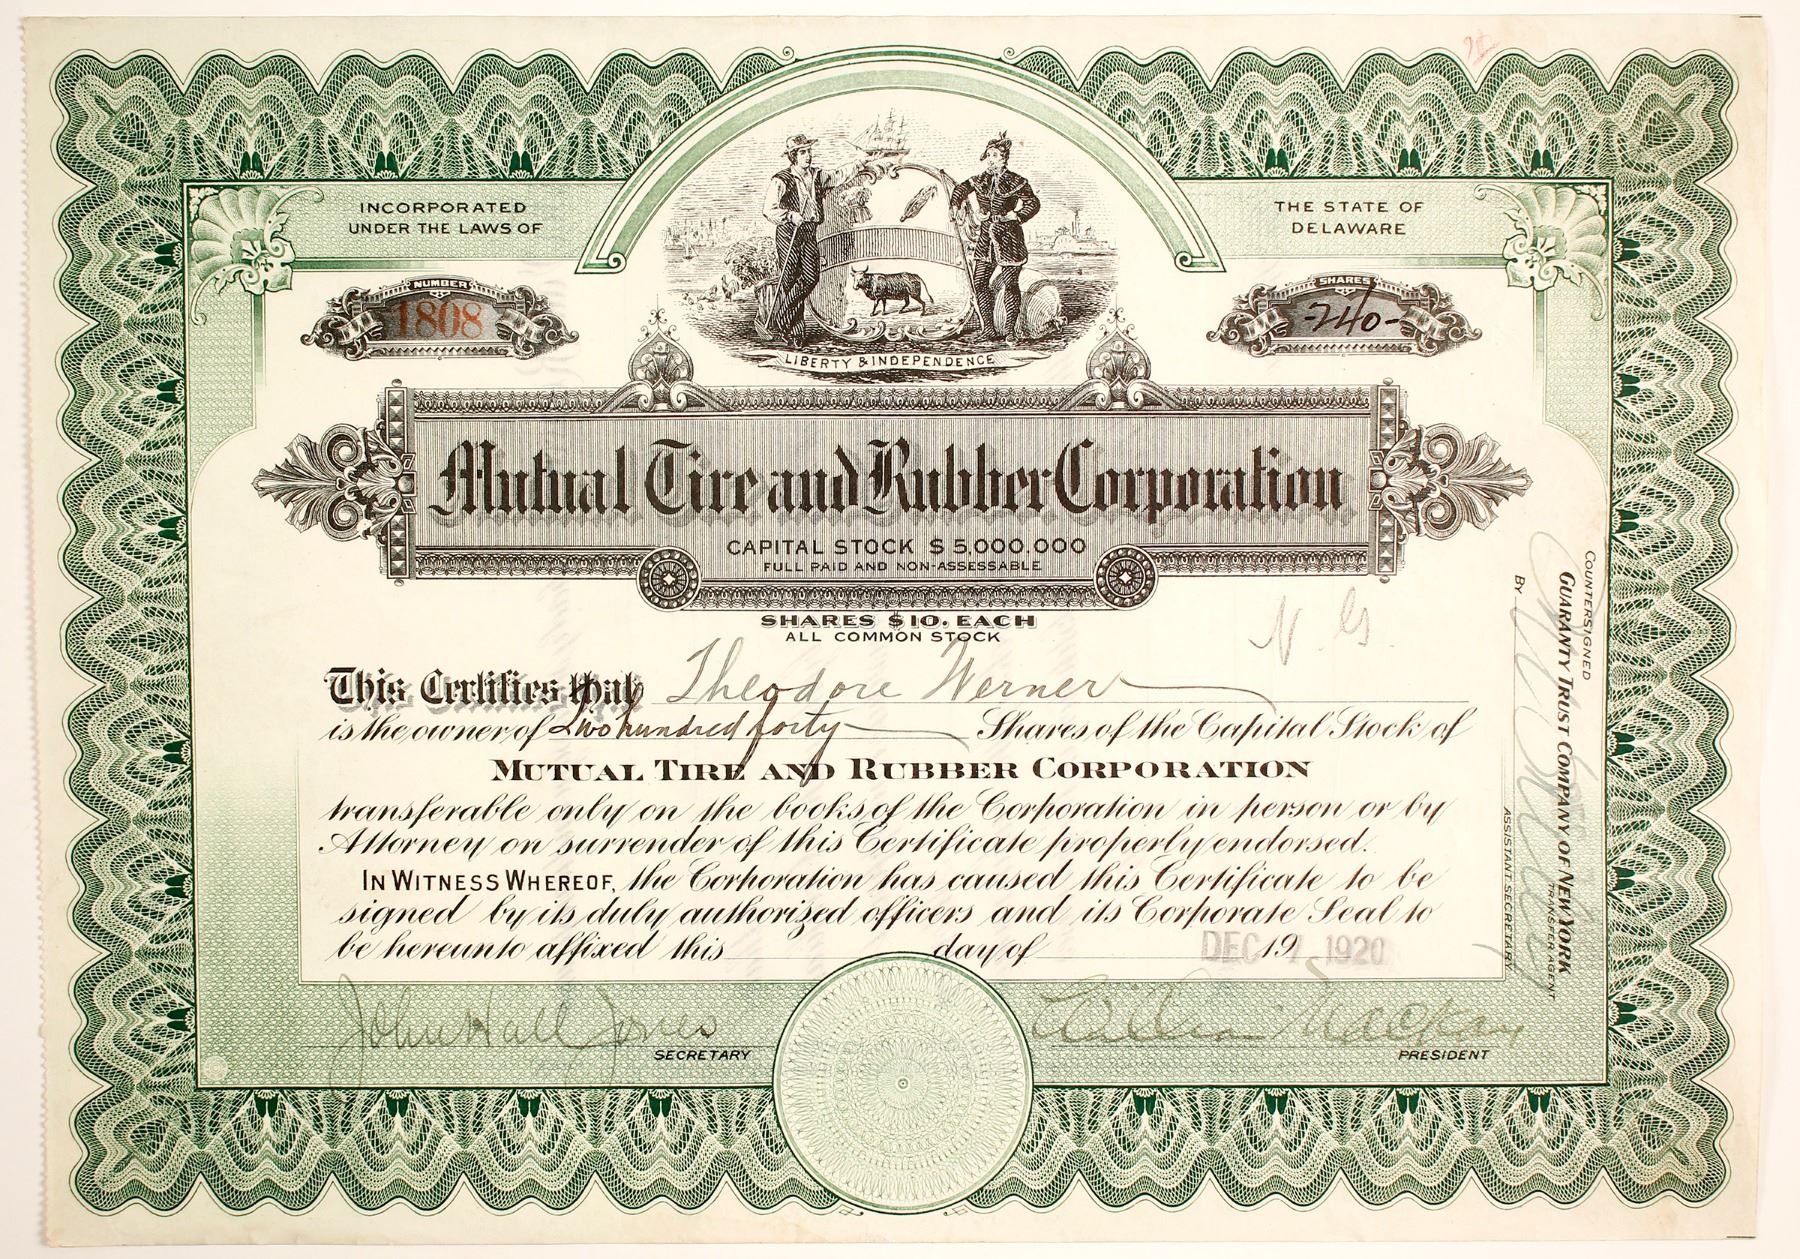 INCORPORATED
UNDER THE LAWS OF
THE STATE OF
DELAWARE
NUMBER
1808
SHARES
-240-
LIBERTY & INDEPENDENCE
Mutual Tire and Rubber Corporation
CAPITAL STOCK $5,000.000
FULL PAID AND NON-ASSESSABLE
SHARES $10. EACH
ALL COMMON STOCK
N. G.
This Certifies that Theodore Werner
is the owner of Two hundred forty Shares of the Capital Stock of
MUTUAL TIRE AND RUBBER CORPORATION
transferable only on the books of the Corporation in person or by
Attorney on surrender of this Certificate properly endorsed.
IN WITNESS WHEREOF, the Corporation has caused this Certificate to be
signed by its duly authorized officers and its Corporate Seal to
be hereunto affixed this day of DEC 19 1920
John Hall Jones
SECRETARY
William Mackay
PRESIDENT
COUNTERSIGNED
GUARANTY TRUST COMPANY OF NEW YORK
TRANSFER AGENT
BY
ASSISTANT SECRETARY